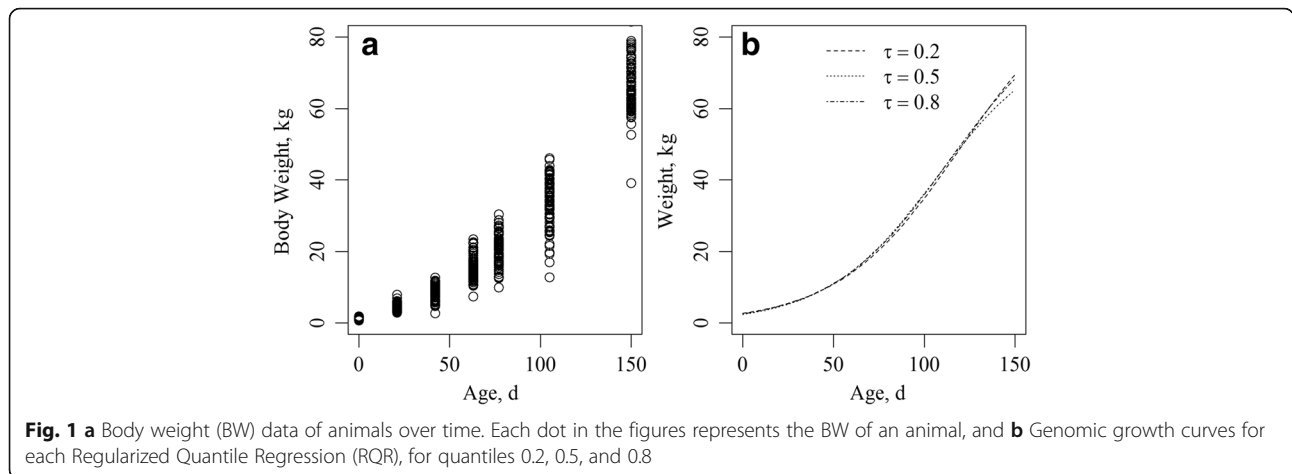 a
80
60
40
20
0
Body Weight, kg
0 50 100 150
Age, d
b
τ = 0.2
τ = 0.5
τ = 0.8
80
60
40
20
0
Weight, kg
0 50 100 150
Age, d
Fig. 1 a Body weight (BW) data of animals over time. Each dot in the figures represents the BW of an animal, and b Genomic growth curves for
each Regularized Quantile Regression (RQR), for quantiles 0.2, 0.5, and 0.8